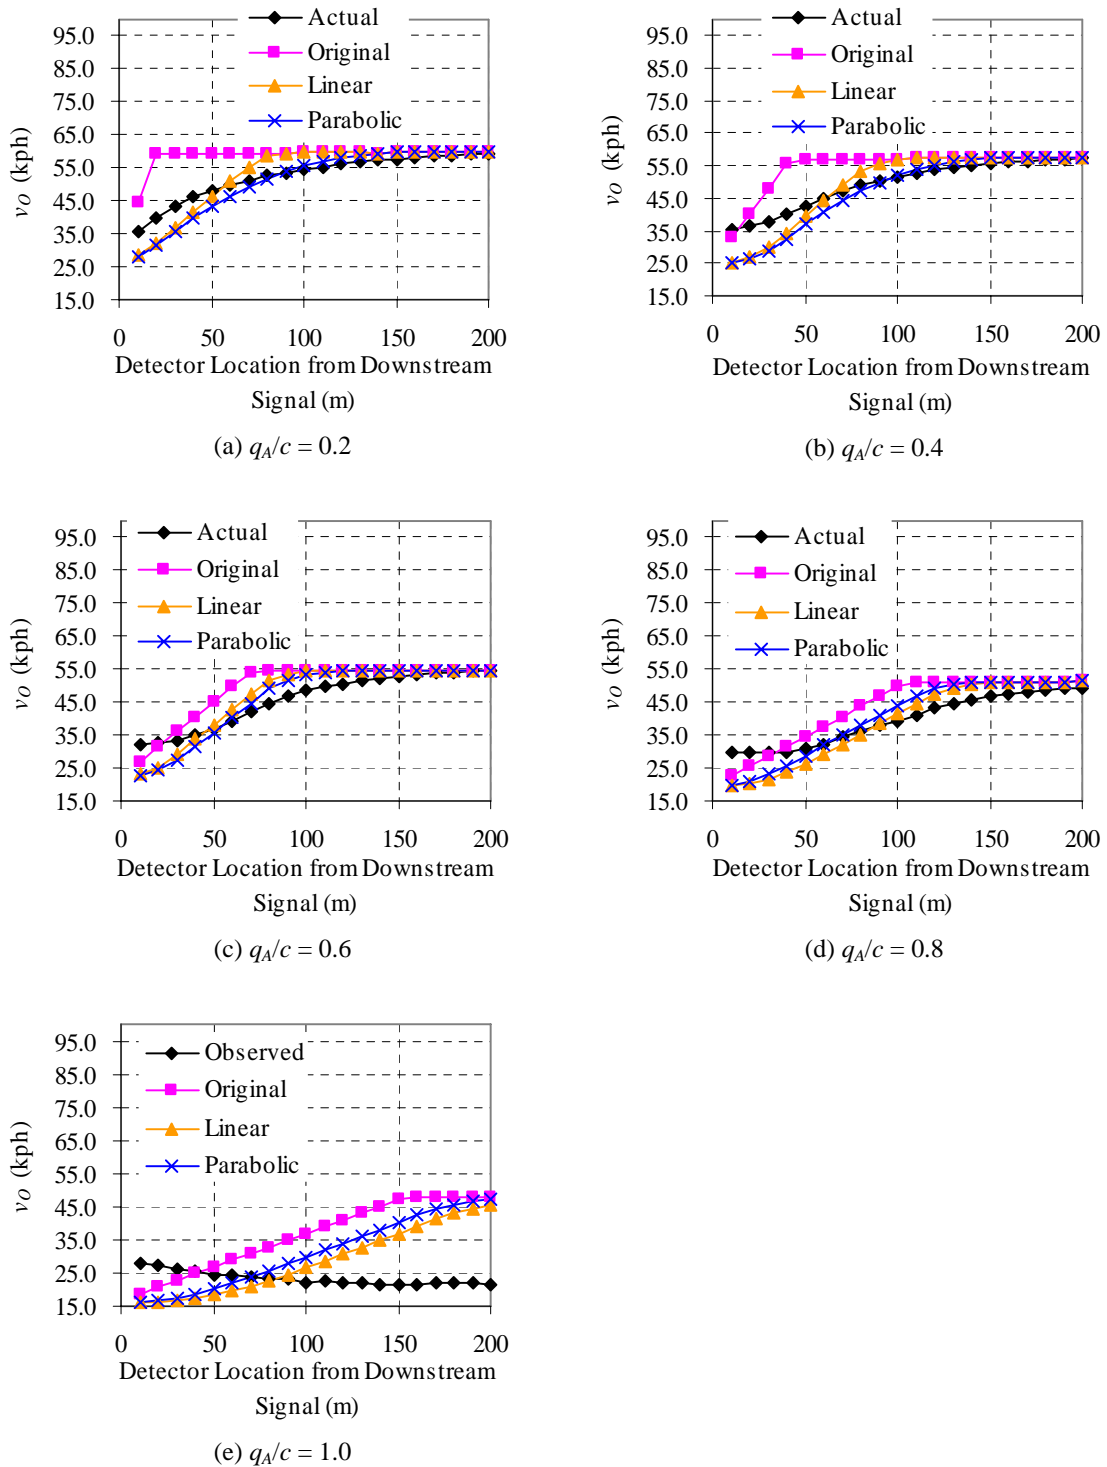 Actual
Original
Linear
Parabolic
95.0
85.0
75.0
65.0
55.0
45.0
35.0
25.0
15.0
vO (kph)
0 50 100 150 200
Detector Location from Downstream
Signal (m)
(a) qA/c = 0.2
Actual
Original
Linear
Parabolic
95.0
85.0
75.0
65.0
55.0
45.0
35.0
25.0
15.0
vO (kph)
0 50 100 150 200
Detector Location from Downstream
Signal (m)
(b) qA/c = 0.4
Actual
Original
Linear
Parabolic
95.0
85.0
75.0
65.0
55.0
45.0
35.0
25.0
15.0
vO (kph)
0 50 100 150 200
Detector Location from Downstream
Signal (m)
(c) qA/c = 0.6
Actual
Original
Linear
Parabolic
95.0
85.0
75.0
65.0
55.0
45.0
35.0
25.0
15.0
vO (kph)
0 50 100 150 200
Detector Location from Downstream
Signal (m)
(d) qA/c = 0.8
Observed
Original
Linear
Parabolic
95.0
85.0
75.0
65.0
55.0
45.0
35.0
25.0
15.0
vO (kph)
0 50 100 150 200
Detector Location from Downstream
Signal (m)
(e) qA/c = 1.0